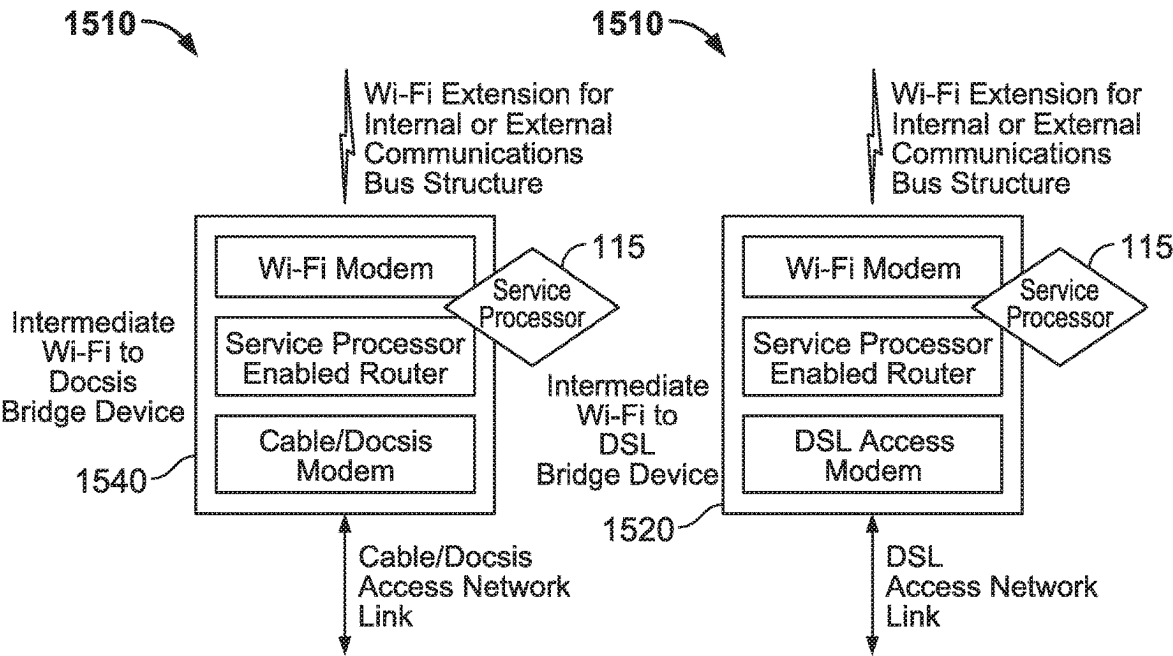 1510
Wi-Fi Extension for
Internal or External
Communications
Bus Structure
Wi-Fi Modem
115
Service
Processor
Service Processor
Enabled Router
Intermediate
Wi-Fi to
Docsis
Bridge Device
Cable/Docsis
Modem
1540
Cable/Docsis
Access Network
Link
1510
Wi-Fi Extension for
Internal or External
Communications
Bus Structure
Wi-Fi Modem
115
Service
Processor
Service Processor
Enabled Router
Intermediate
Wi-Fi to
DSL
Bridge Device
DSL Access
Modem
1520
DSL
Access Network
Link